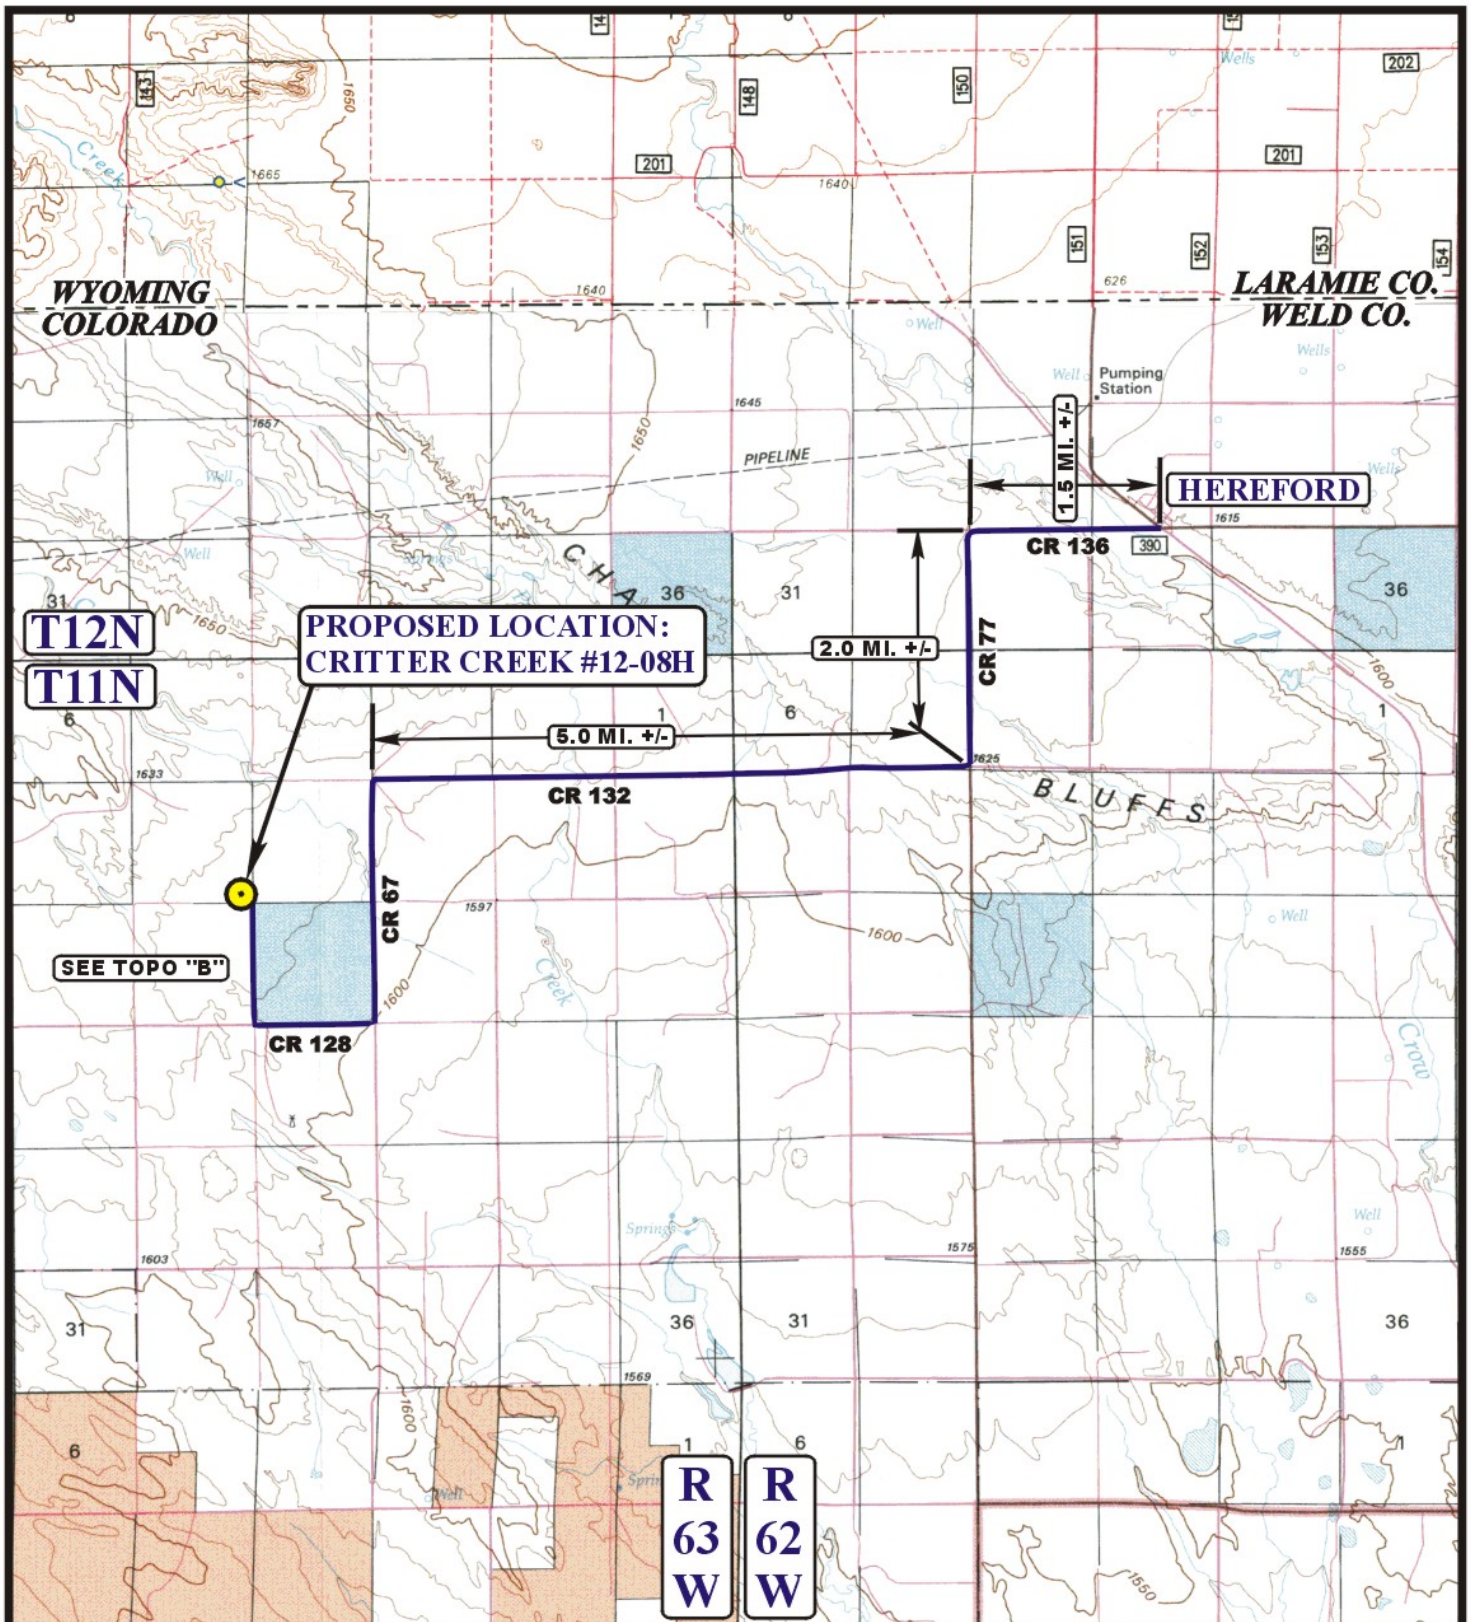 143
148
150
202
1650
Wells
201
201
Creek
1665
1640
151
152
153
154
WYOMING
COLORADO
1640
626
LARAMIE CO.
WELD CO.
Well
Wells
Well
Pumping
Station
1657
1645
1650
1.5 MI. +/-
PIPELINE
Well
Wells
HEREFORD
1615
CR 136
390
Well
Springs
CHA
36
31
36
31
1650
T12N
T11N
PROPOSED LOCATION:
CRITTER CREEK #12-08H
2.0 MI. +/-
CR 77
1600
6
1
6
1
5.0 MI. +/-
1625
1633
CR 132
BLUFFS
CR 67
1597
1600
Well
SEE TOPO "B"
1600
Creek
CR 128
Crow
Springs
Well
1603
1575
1555
31
36
31
36
1569
1600
6
1
6
1
Well
R
63
W
R
62
W
1550